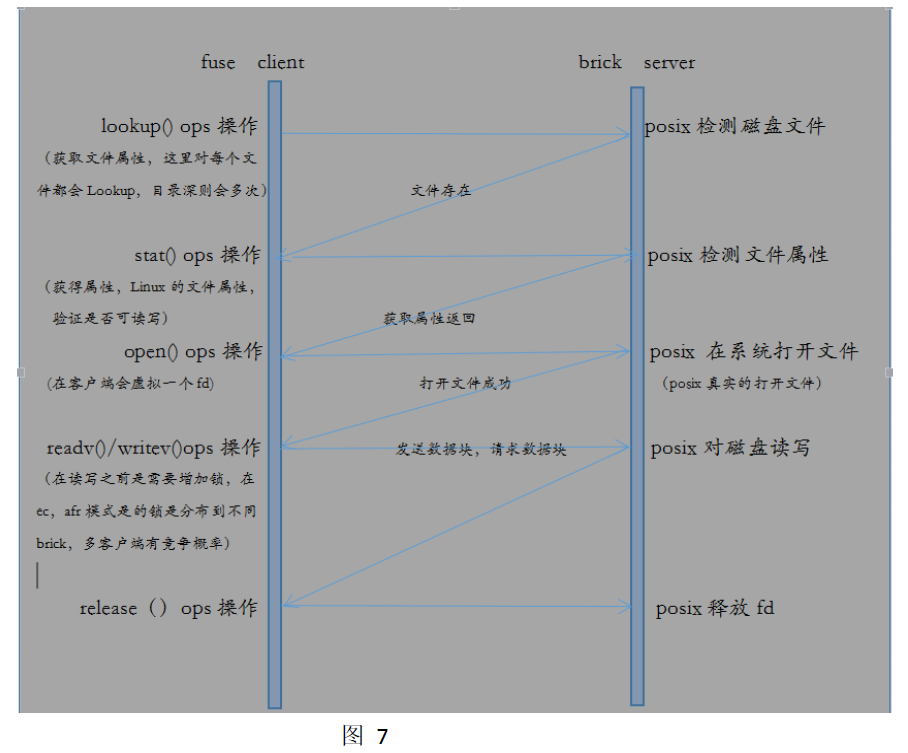 fuse client
brick server
lookup() ops 操作
posix 检测磁盘文件
（获取文件属性，这里对每个文
件都会 Lookup，目录深则会多次）
文件存在
stat() ops 操作
posix 检测文件属性
（获得属性，Linux 的文件属性，
验证是否可读写）
获取属性返回
open() ops 操作
posix 在系统打开文件
(在客户端会虚拟一个 fd)
打开文件成功
（posix 真实的打开文件）
readv()/writev()ops 操作
发送数据块，请求数据块
posix 对磁盘读写
（在读写之前是需要增加锁，在
ec，afr 模式是的锁是分布到不同
brick，多客户端有竞争概率）
release（） ops 操作
posix 释放 fd
图 7